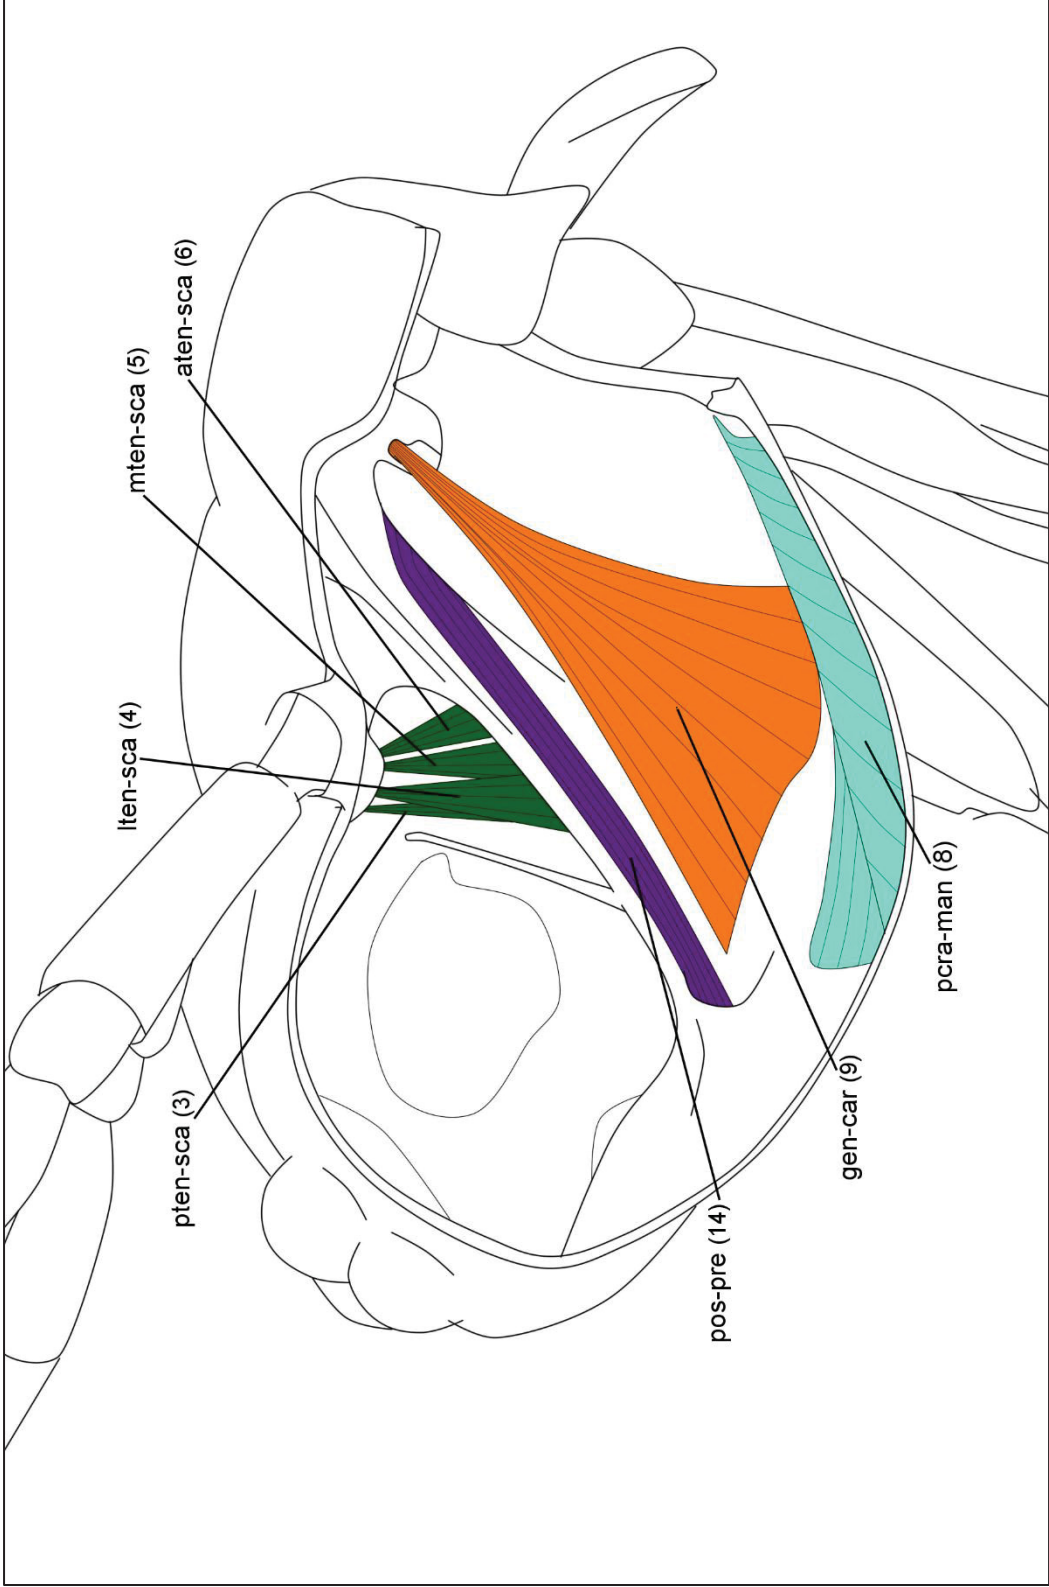 pten-sca (3)
lten-sca (4)
mten-sca (5)
aten-sca (6)
pos-pre (14)
gen-car (9)
pcra-man (8)